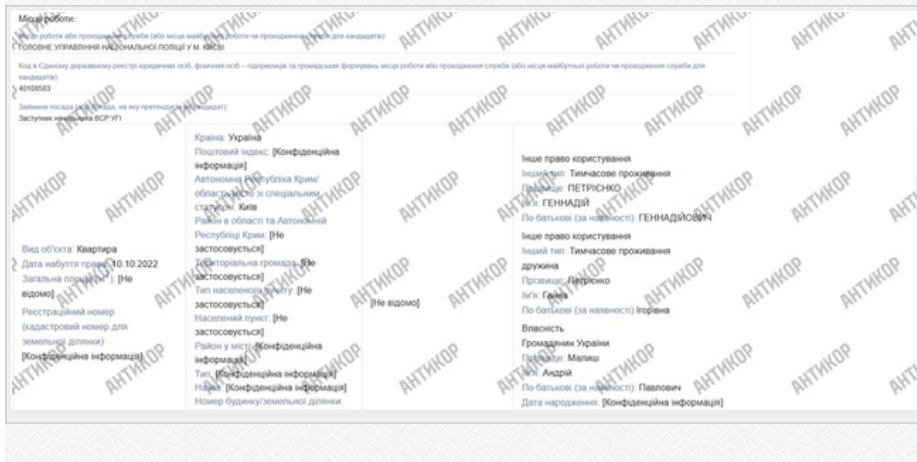 Місце роботи:
Місце роботи або проходження служби (або місце майбутньої роботи чи проходження служби для кандидатів)
ГОЛОВНЕ УПРАВЛІННЯ НАЦІОНАЛЬНОЇ ПОЛІЦІЇ У М. КИЄВІ
Код в Єдиному державному реєстрі юридичних осіб, фізичних осіб – підприємців та громадських формувань місця роботи або проходження служби (або місця майбутньої роботи чи проходження служби для
кандидатів)
40108583
Займана посада (або посада, на яку претендуєте як кандидат)
Заступник начальника ВСР УП
Вид об'єкта: Квартира
Дата набуття права: 10.10.2022
Загальна площа (м²): [Не
відомо]
Реєстраційний номер
(кадастровий номер для
земельної ділянки):
[Конфіденційна інформація]
Країна: Україна
Поштовий індекс: [Конфіденційна
інформація]
Автономна Республіка Крим/
область/місто зі спеціальним
статусом: Київ
Район в області та Автономній
Республіці Крим: [Не
застосовується]
Територіальна громада: [Не
застосовується]
Тип населеного пункту: [Не
застосовується]
Населений пункт: [Не
застосовується]
Район у місті: [Конфіденційна
інформація]
Тип: [Конфіденційна інформація]
Назва: [Конфіденційна інформація]
Номер будинку/земельної ділянки:
[Не відомо]
Інше право користування
Інший тип: Тимчасове проживання
Прізвище: ПЕТРІЄНКО
Ім'я: ГЕННАДІЙ
По батькові (за наявності): ГЕННАДІЙОВИЧ
Інше право користування
Інший тип: Тимчасове проживання
дружина
Прізвище: Петрієнко
Ім'я: Ганна
По батькові (за наявності): Ігорівна
Власність
Громадянин України
Прізвище: Малиш
Ім'я: Андрій
По батькові (за наявності): Павлович
Дата народження: [Конфіденційна інформація]
АНТИКОР